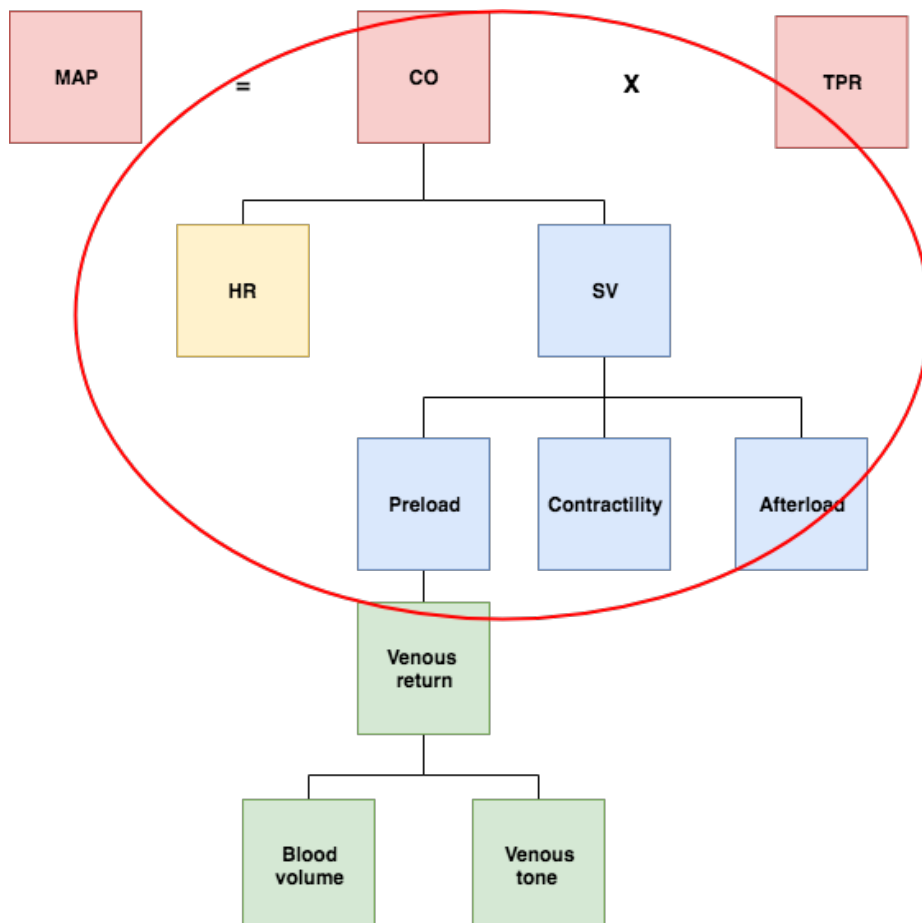 MAP
=
CO
X
TPR
HR
SV
Preload
Contractility
Afterload
Venous
return
Blood
volume
Venous
tone